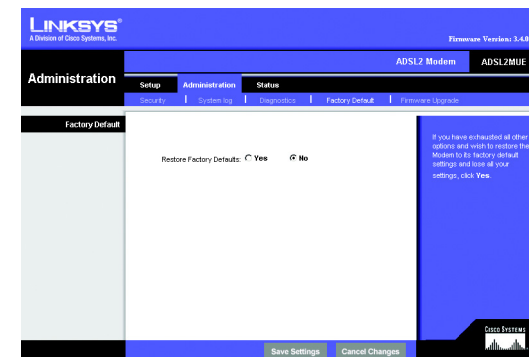 LINKSYS®
A Division of Cisco Systems, Inc.
Firmware Version: 3.4.0
ADSL2 Modem
ADSL2MUE
Administration
Setup
Administration
Status
Security
System log
Diagnostics
Factory Default
Firmware Upgrade
Factory Default
Restore Factory Defaults:
Yes
No
If you have exhausted all other
options and wish to restore the
Modem to its factory default
settings and lose all your
settings, click Yes.
CISCO SYSTEMS
Save Settings
Cancel Changes